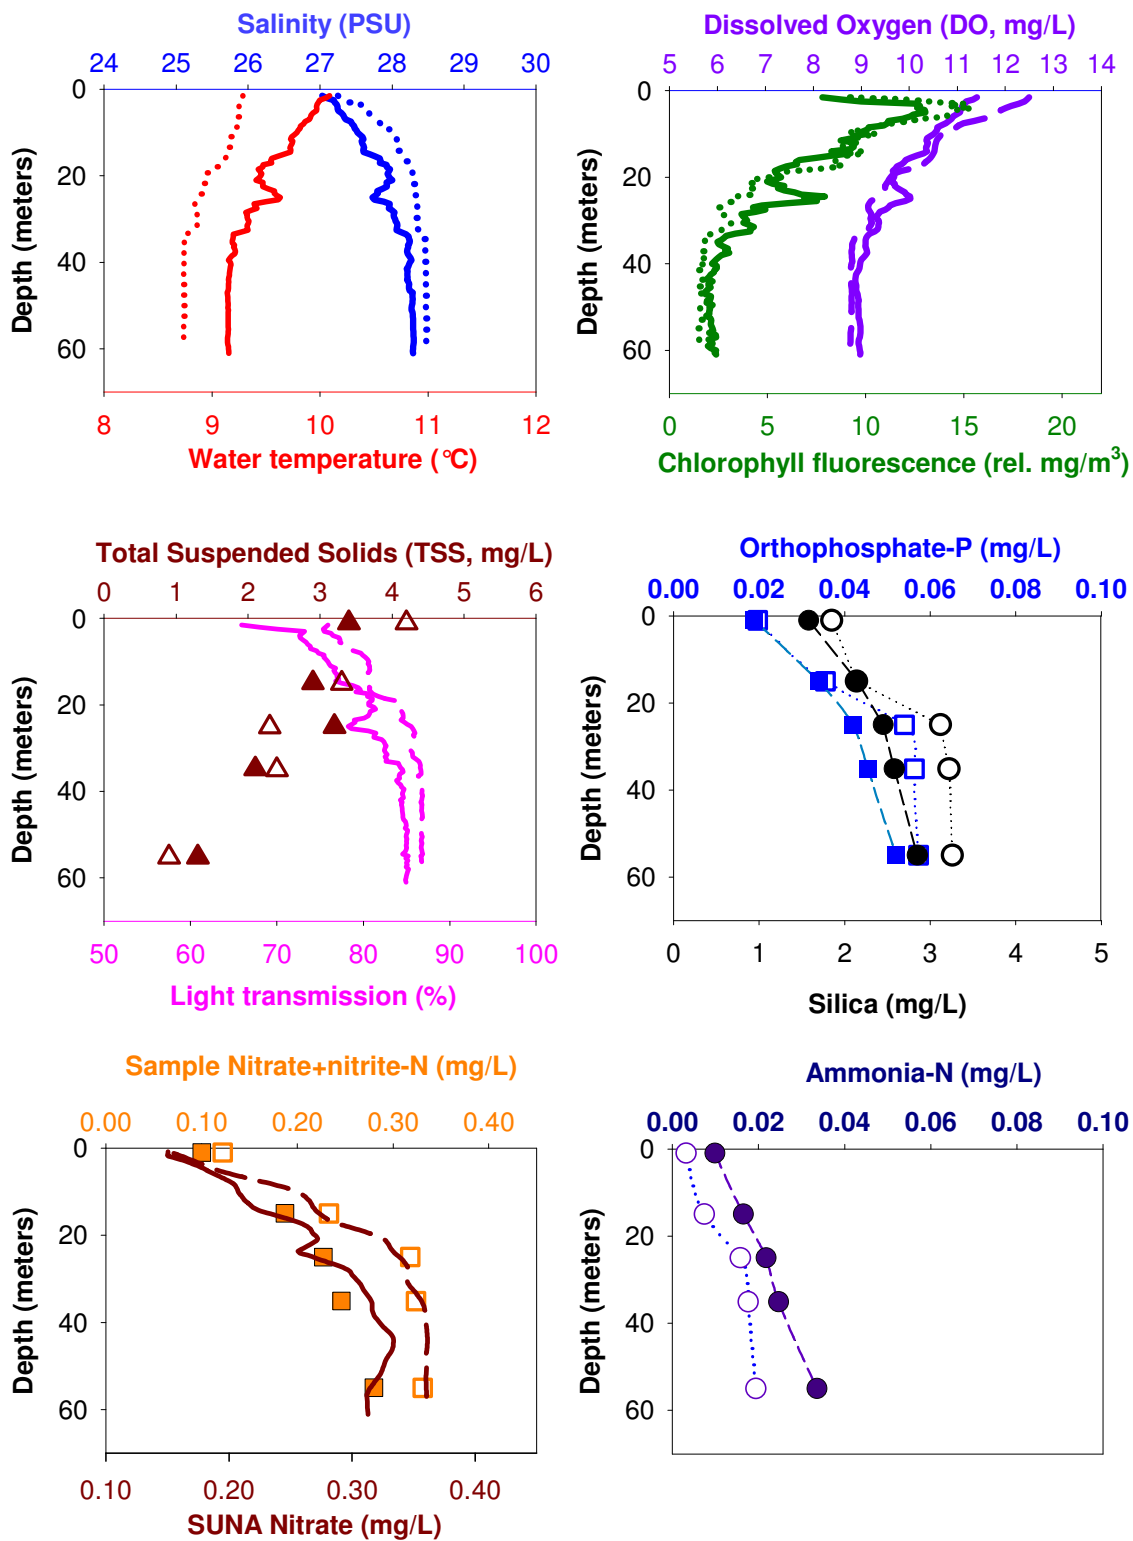 Salinity (PSU)
24 25 26 27 28 29 30
0
20
40
60
Depth (meters)
8 9 10 11 12
Water temperature (°C)
Dissolved Oxygen (DO, mg/L)
5 6 7 8 9 10 11 12 13 14
0
20
40
60
Depth (meters)
0 5 10 15 20
Chlorophyll fluorescence (rel. mg/m³)
Total Suspended Solids (TSS, mg/L)
0 1 2 3 4 5 6
0
20
40
60
Depth (meters)
50 60 70 80 90 100
Light transmission (%)
Orthophosphate-P (mg/L)
0.00 0.02 0.04 0.06 0.08 0.10
0
20
40
60
Depth (meters)
0 1 2 3 4 5
Silica (mg/L)
Sample Nitrate+nitrite-N (mg/L)
0.00 0.10 0.20 0.30 0.40
0
20
40
60
Depth (meters)
0.10 0.20 0.30 0.40
SUNA Nitrate (mg/L)
Ammonia-N (mg/L)
0.00 0.02 0.04 0.06 0.08 0.10
0
20
40
60
Depth (meters)